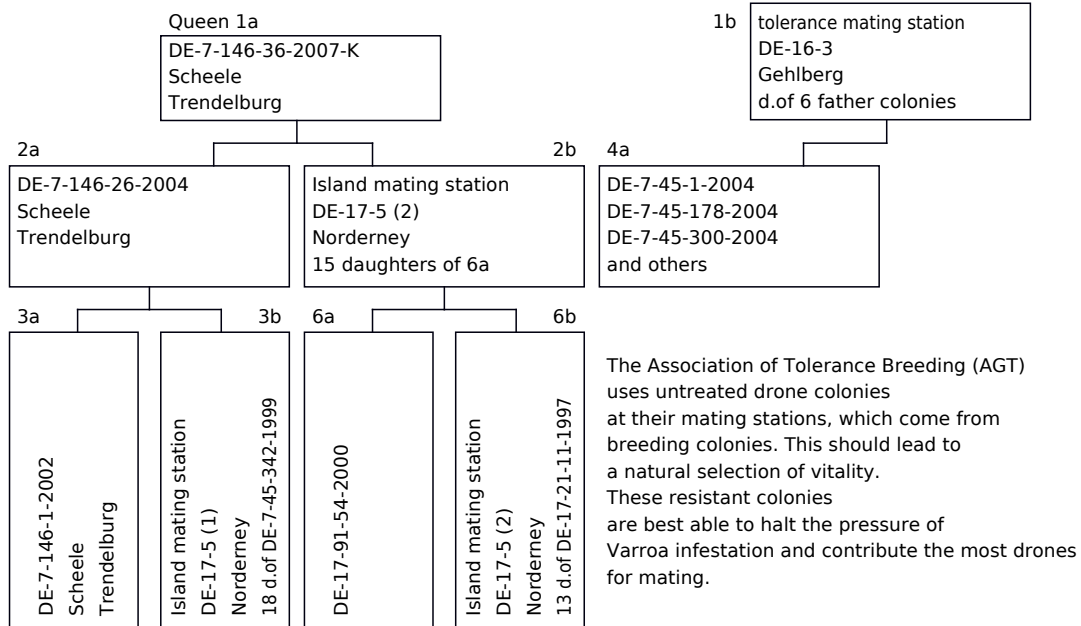 Queen 1a
DE-7-146-36-2007-K
Scheele
Trendelburg
1b
tolerance mating station
DE-16-3
Gehlberg
d.of 6 father colonies
2a
DE-7-146-26-2004
Scheele
Trendelburg
2b
Island mating station
DE-17-5 (2)
Norderney
15 daughters of 6a
4a
DE-7-45-1-2004
DE-7-45-178-2004
DE-7-45-300-2004
and others
3a
DE-7-146-1-2002
Scheele
Trendelburg
3b
Island mating station
DE-17-5 (1)
Norderney
18 d.of DE-7-45-342-1999
6a
DE-17-91-54-2000
6b
Island mating station
DE-17-5 (2)
Norderney
13 d.of DE-17-21-11-1997
The Association of Tolerance Breeding (AGT)
uses untreated drone colonies
at their mating stations, which come from
breeding colonies. This should lead to
a natural selection of vitality.
These resistant colonies
are best able to halt the pressure of
Varroa infestation and contribute the most drones
for mating.